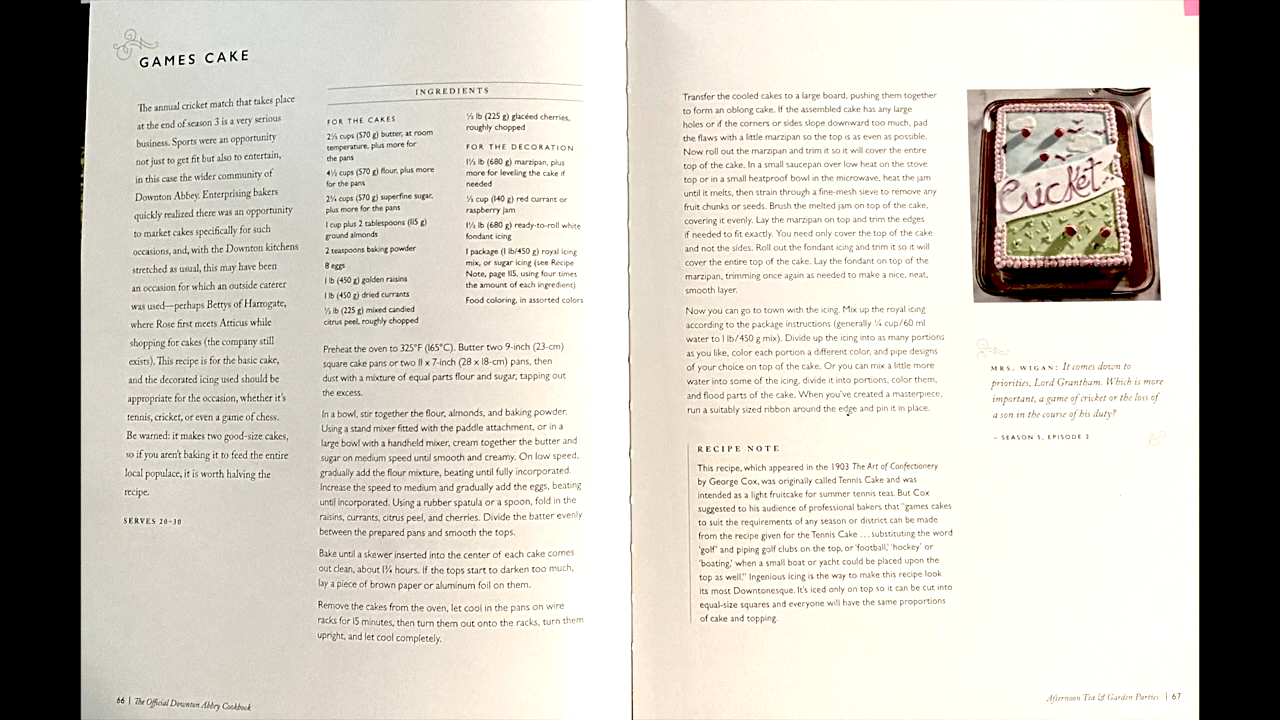 GAMES CAKE
The annual cricket match that takes place
at the end of season 3 is a very serious
business. Sports were an opportunity
not just to get fit but also to entertain,
in this case the wider community of
Downton Abbey. Enterprising bakers
quickly realized there was an opportunity
to market cakes specifically for such
occasions, and, with the Downton kitchens
stretched as usual, this may have been
an occasion for which an outside caterer
was used—perhaps Bettys of Harrogate,
where Rose first meets Atticus while
shopping for cakes (the company still
exists). This recipe is for the basic cake,
and the decorated icing used should be
appropriate for the occasion, whether it's
tennis, cricket, or even a game of chess.
Be warned: it makes two good-size cakes,
so if you aren't baking it to feed the entire
local populace, it is worth halving the
recipe.
SERVES 20–30
INGREDIENTS
FOR THE CAKES
2½ cups (570 g) butter, at room
temperature, plus more for
the pans
4½ cups (570 g) flour, plus more
for the pans
2¼ cups (570 g) superfine sugar,
plus more for the pans
1 cup plus 2 tablespoons (115 g)
ground almonds
2 teaspoons baking powder
8 eggs
1 lb (450 g) golden raisins
1 lb (450 g) dried currants
½ lb (225 g) mixed candied
citrus peel, roughly chopped
½ lb (225 g) glacéed cherries,
roughly chopped
FOR THE DECORATION
1½ lb (680 g) marzipan, plus
more for leveling the cake if
needed
½ cup (140 g) red currant or
raspberry jam
1½ lb (680 g) ready-to-roll white
fondant icing
1 package (1 lb/450 g) royal icing
mix, or sugar icing (see Recipe
Note, page 115, using four times
the amount of each ingredient)
Food coloring, in assorted colors
Preheat the oven to 325°F (165°C). Butter two 9-inch (23-cm)
square cake pans or two 11 x 7-inch (28 x 18-cm) pans, then
dust with a mixture of equal parts flour and sugar, tapping out
the excess.
In a bowl, stir together the flour, almonds, and baking powder.
Using a stand mixer fitted with the paddle attachment, or in a
large bowl with a handheld mixer, cream together the butter and
sugar on medium speed until smooth and creamy. On low speed,
gradually add the flour mixture, beating until fully incorporated.
Increase the speed to medium and gradually add the eggs, beating
until incorporated. Using a rubber spatula or a spoon, fold in the
raisins, currants, citrus peel, and cherries. Divide the batter evenly
between the prepared pans and smooth the tops.
Bake until a skewer inserted into the center of each cake comes
out clean, about 1¾ hours. If the tops start to darken too much,
lay a piece of brown paper or aluminum foil on them.
Remove the cakes from the oven, let cool in the pans on wire
racks for 15 minutes, then turn them out onto the racks, turn them
upright, and let cool completely.
66 | The Official Downton Abbey Cookbook
Transfer the cooled cakes to a large board, pushing them together
to form an oblong cake. If the assembled cake has any large
holes or if the corners or sides slope downward too much, pad
the flaws with a little marzipan so the top is as even as possible.
Now roll out the marzipan and trim it so it will cover the entire
top of the cake. In a small saucepan over low heat on the stove
top or in a small heatproof bowl in the microwave, heat the jam
until it melts, then strain through a fine-mesh sieve to remove any
fruit chunks or seeds. Brush the melted jam on top of the cake,
covering it evenly. Lay the marzipan on top and trim the edges
if needed to fit exactly. You need only cover the top of the cake
and not the sides. Roll out the fondant icing and trim it so it will
cover the entire top of the cake. Lay the fondant on top of the
marzipan, trimming once again as needed to make a nice, neat,
smooth layer.
Now you can go to town with the icing. Mix up the royal icing
according to the package instructions (generally ¼ cup/60 ml
water to 1 lb/450 g mix). Divide up the icing into as many portions
as you like, color each portion a different color, and pipe designs
of your choice on top of the cake. Or you can mix a little more
water into some of the icing, divide it into portions, color them,
and flood parts of the cake. When you've created a masterpiece,
run a suitably sized ribbon around the edge and pin it in place.
RECIPE NOTE
This recipe, which appeared in the 1903 The Art of Confectionery
by George Cox, was originally called Tennis Cake and was
intended as a light fruitcake for summer tennis teas. But Cox
suggested to his audience of professional bakers that "games cakes
to suit the requirements of any season or district can be made
from the recipe given for the Tennis Cake . . . substituting the word
'golf' and piping golf clubs on the top, or 'football,' 'hockey' or
'boating,' when a small boat or yacht could be placed upon the
top as well." Ingenious icing is the way to make this recipe look
its most Downtonesque. It's iced only on top so it can be cut into
equal-size squares and everyone will have the same proportions
of cake and topping.
Cricket
MRS. WIGAN: It comes down to
priorities, Lord Grantham. Which is more
important, a game of cricket or the loss of
a son in the course of his duty?
~ SEASON 5, EPISODE 2
Afternoon Tea & Garden Parties | 67